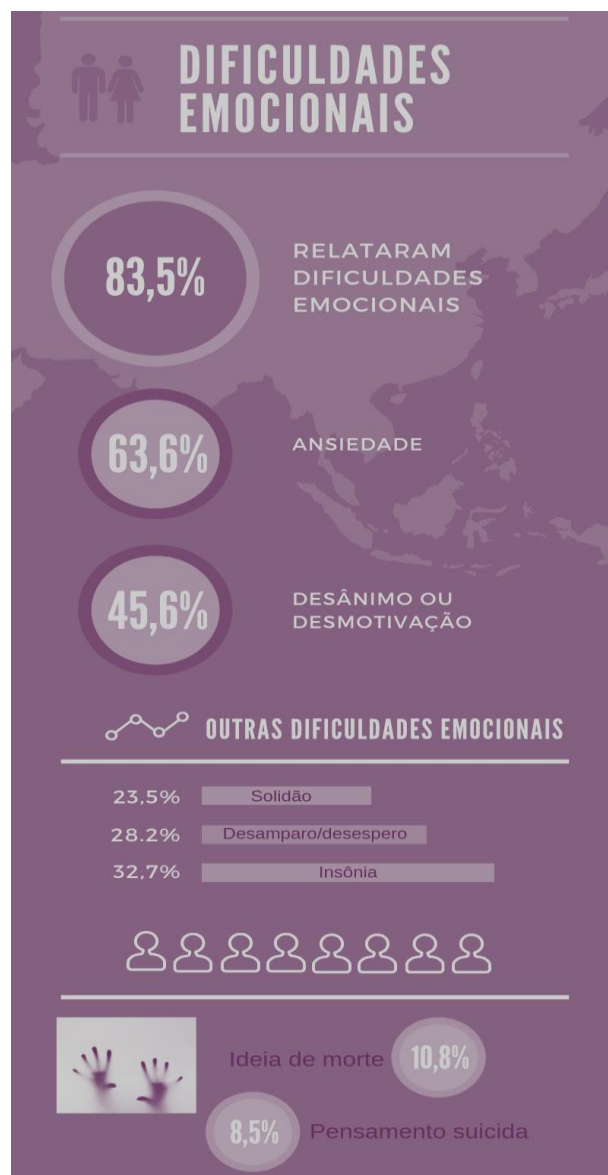 DIFICULDADES
EMOCIONAIS
83,5%
RELATARAM
DIFICULDADES
EMOCIONAIS
63,6%
ANSIEDADE
45,6%
DESÂNIMO OU
DESMOTIVAÇÃO
OUTRAS DIFICULDADES EMOCIONAIS
23,5% Solidão
28.2% Desamparo/desespero
32,7% Insônia
Ideia de morte 10,8%
8,5% Pensamento suicida